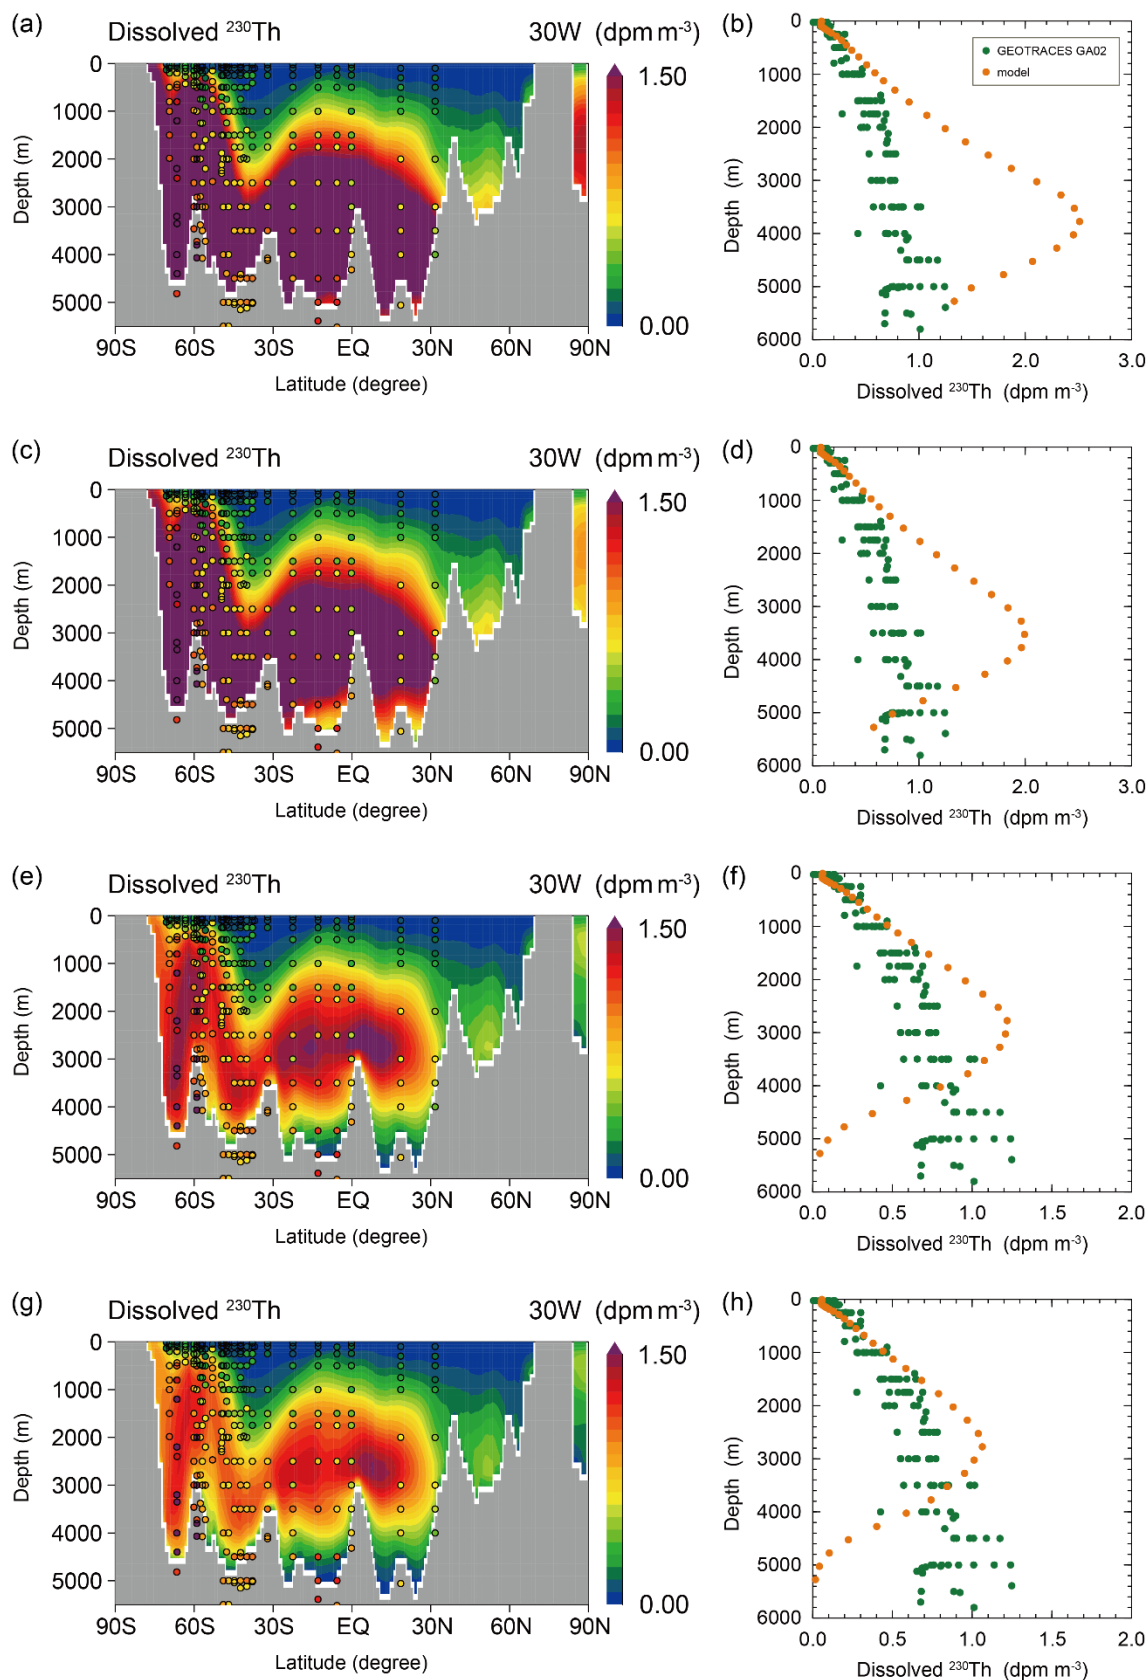 (a) Dissolved ²³⁰Th 30W (dpm m⁻³)
0
1000
2000
3000
4000
5000
Depth (m)
90S 60S 30S EQ 30N 60N 90N
Latitude (degree)
1.50
0.00
(b)
GEOTRACES GA02
model
0
1000
2000
3000
4000
5000
6000
Depth (m)
0.0 1.0 2.0 3.0
Dissolved ²³⁰Th (dpm m⁻³)
(c) Dissolved ²³⁰Th 30W (dpm m⁻³)
0
1000
2000
3000
4000
5000
Depth (m)
90S 60S 30S EQ 30N 60N 90N
Latitude (degree)
1.50
0.00
(d)
0
1000
2000
3000
4000
5000
6000
Depth (m)
0.0 1.0 2.0 3.0
Dissolved ²³⁰Th (dpm m⁻³)
(e) Dissolved ²³⁰Th 30W (dpm m⁻³)
0
1000
2000
3000
4000
5000
Depth (m)
90S 60S 30S EQ 30N 60N 90N
Latitude (degree)
1.50
0.00
(f)
0
1000
2000
3000
4000
5000
6000
Depth (m)
0.0 0.5 1.0 1.5 2.0
Dissolved ²³⁰Th (dpm m⁻³)
(g) Dissolved ²³⁰Th 30W (dpm m⁻³)
0
1000
2000
3000
4000
5000
Depth (m)
90S 60S 30S EQ 30N 60N 90N
Latitude (degree)
1.50
0.00
(h)
0
1000
2000
3000
4000
5000
6000
Depth (m)
0.0 0.5 1.0 1.5 2.0
Dissolved ²³⁰Th (dpm m⁻³)